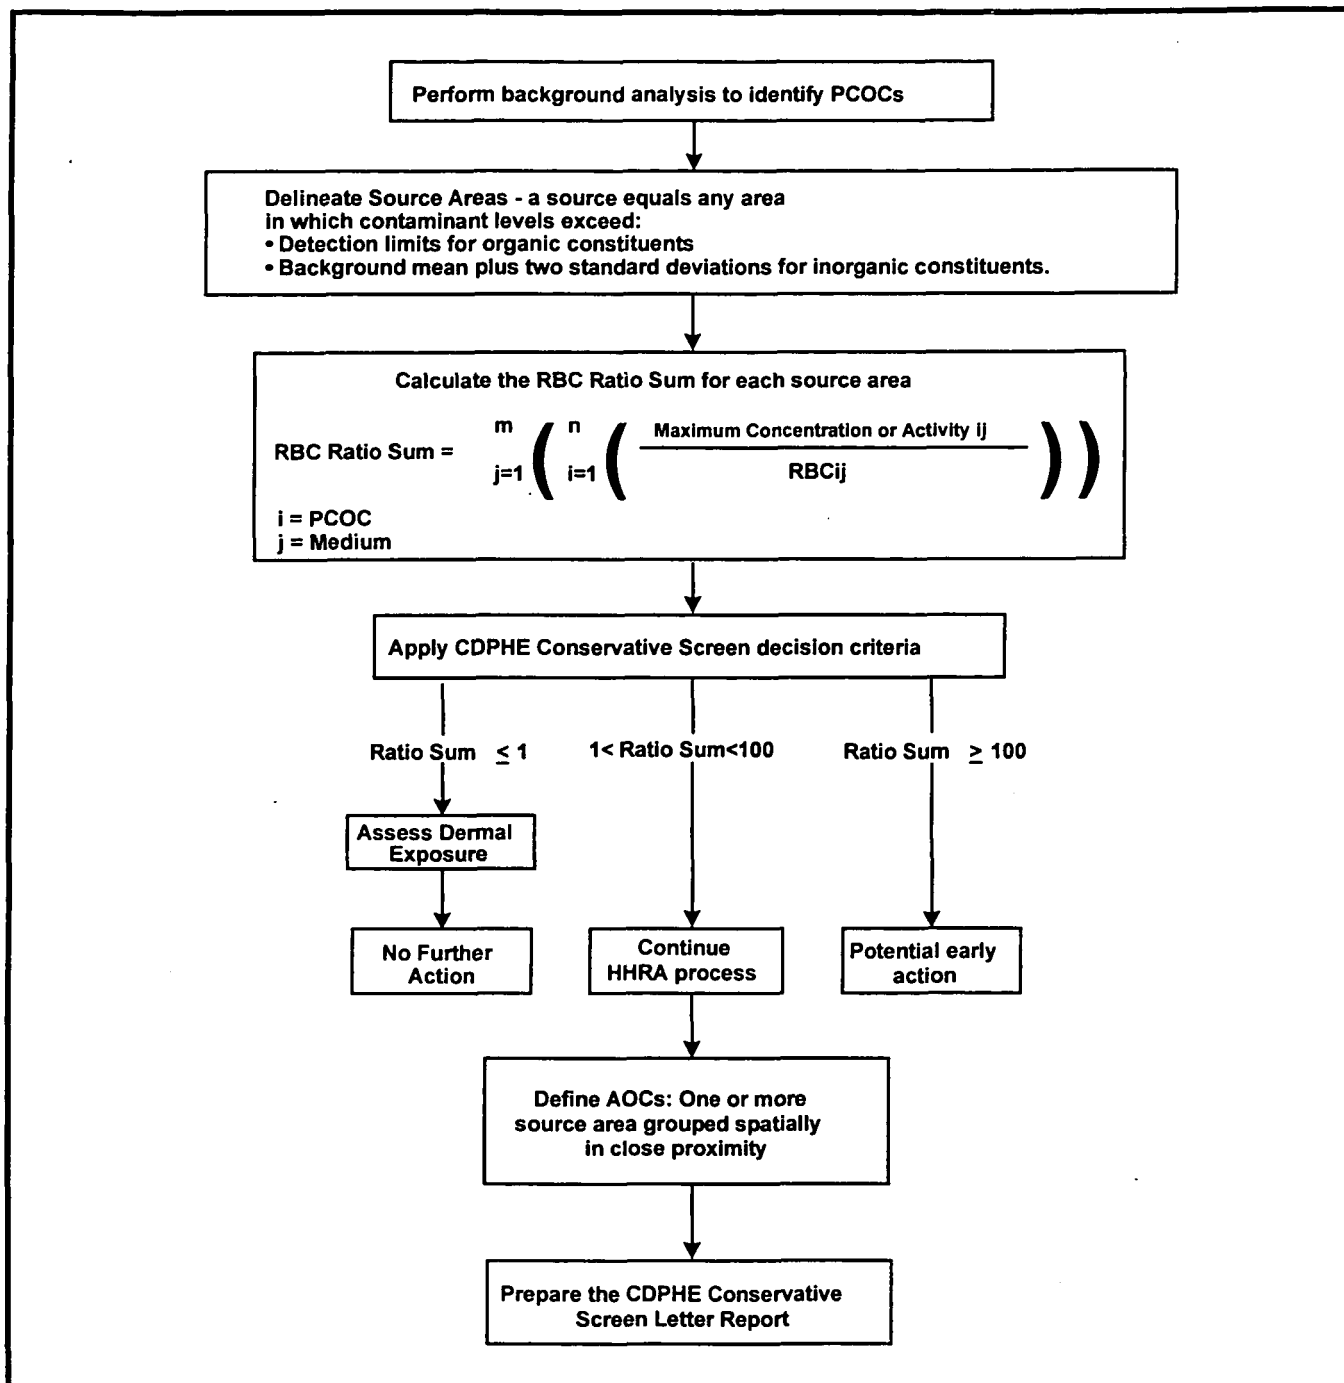 Perform background analysis to identify PCOCs
Delineate Source Areas - a source equals any area
in which contaminant levels exceed:
• Detection limits for organic constituents
• Background mean plus two standard deviations for inorganic constituents.
Calculate the RBC Ratio Sum for each source area
RBC Ratio Sum =
m
j=1
(
n
i=1
(
Maximum Concentration or Activity ij
RBCij
) )
i = PCOC
j = Medium
Apply CDPHE Conservative Screen decision criteria
Ratio Sum ≤ 1
1< Ratio Sum<100
Ratio Sum ≥ 100
Assess Dermal
Exposure
No Further
Action
Continue
HHRA process
Potential early
action
Define AOCs: One or more
source area grouped spatially
in close proximity
Prepare the CDPHE Conservative
Screen Letter Report